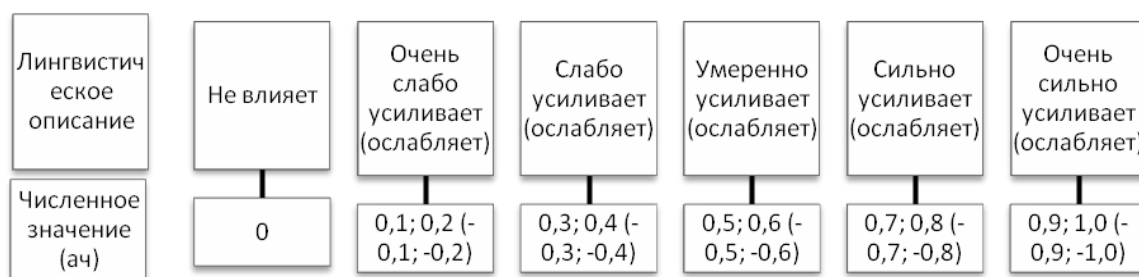 Лингвистич
еское
описание
Не влияет
Очень
слабо
усиливает
(ослабляет)
Слабо
усиливает
(ослабляет)
Умеренно
усиливает
(ослабляет)
Сильно
усиливает
(ослабляет)
Очень
сильно
усиливает
(ослабляет)
Численное
значение
(aч)
0
0,1; 0,2 (-
0,1; -0,2)
0,3; 0,4 (-
0,3; -0,4)
0,5; 0,6 (-
0,5; -0,6)
0,7; 0,8 (-
0,7; -0,8)
0,9; 1,0 (-
0,9; -1,0)